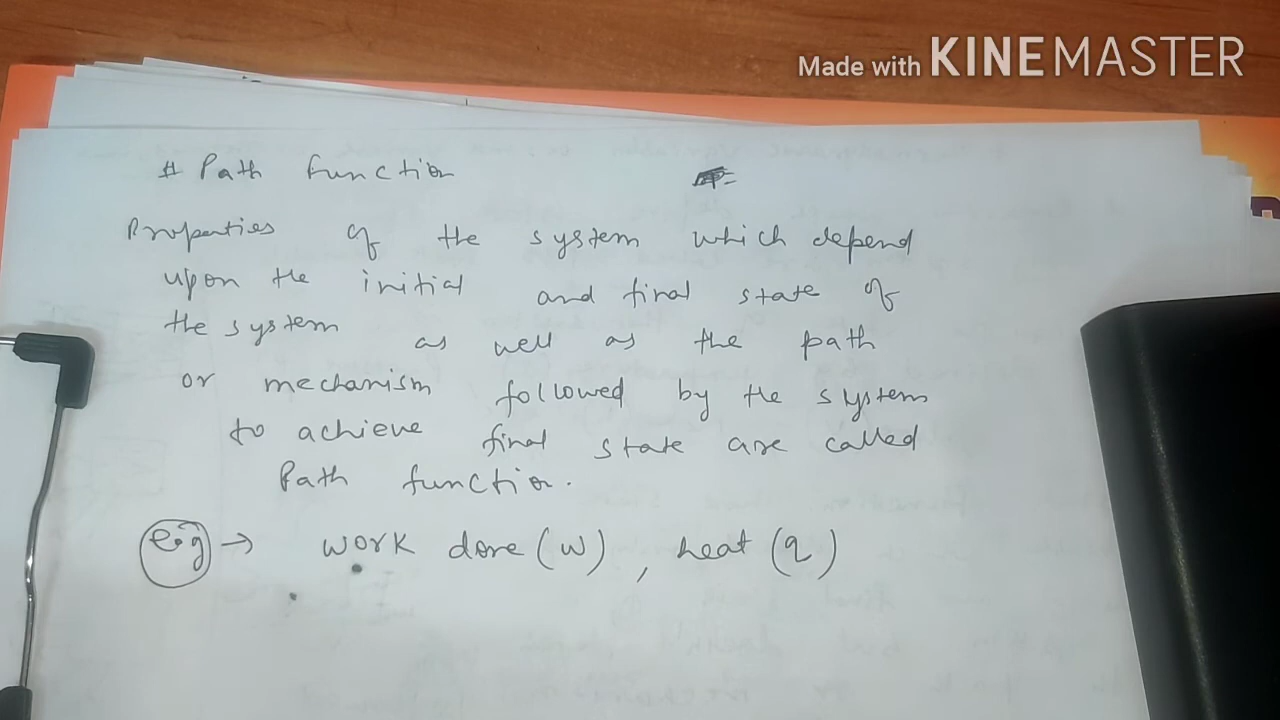 Made with KINEMASTER
# Path function
Properties of the system which depend
upon the initial and final state of
the system as well as the path
or mechanism followed by the system
to achieve final state are called
Path function.
e.g → work done (w), heat (q)